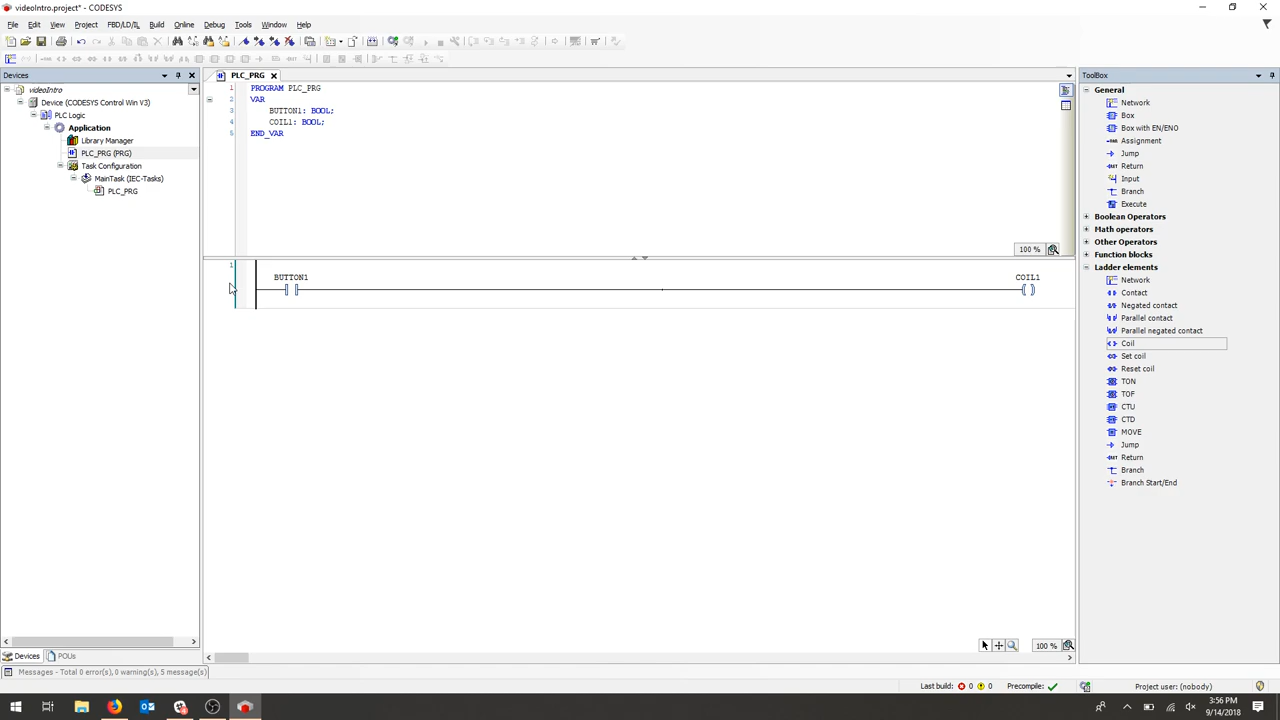 videoIntro.project* - CODESYS
File Edit View Project FBD/LD/IL Build Online Debug Tools Window Help
Devices
videoIntro
Device (CODESYS Control Win V3)
PLC Logic
Application
Library Manager
PLC_PRG (PRG)
Task Configuration
MainTask (IEC-Tasks)
PLC_PRG
Devices POUs
PLC_PRG
1 PROGRAM PLC_PRG
2 VAR
3 BUTTON1: BOOL;
4 COIL1: BOOL;
5 END_VAR
100 %
1
BUTTON1 COIL1
100 %
ToolBox
General
Network
Box
Box with EN/ENO
Assignment
Jump
Return
Input
Branch
Execute
Boolean Operators
Math operators
Other Operators
Function blocks
Ladder elements
Network
Contact
Negated contact
Parallel contact
Parallel negated contact
Coil
Set coil
Reset coil
TON
TOF
CTU
CTD
MOVE
Jump
Return
Branch
Branch Start/End
Messages - Total 0 error(s), 0 warning(s), 5 message(s)
Last build: 0 0 Precompile: Project user: (nobody)
3:56 PM
9/14/2018